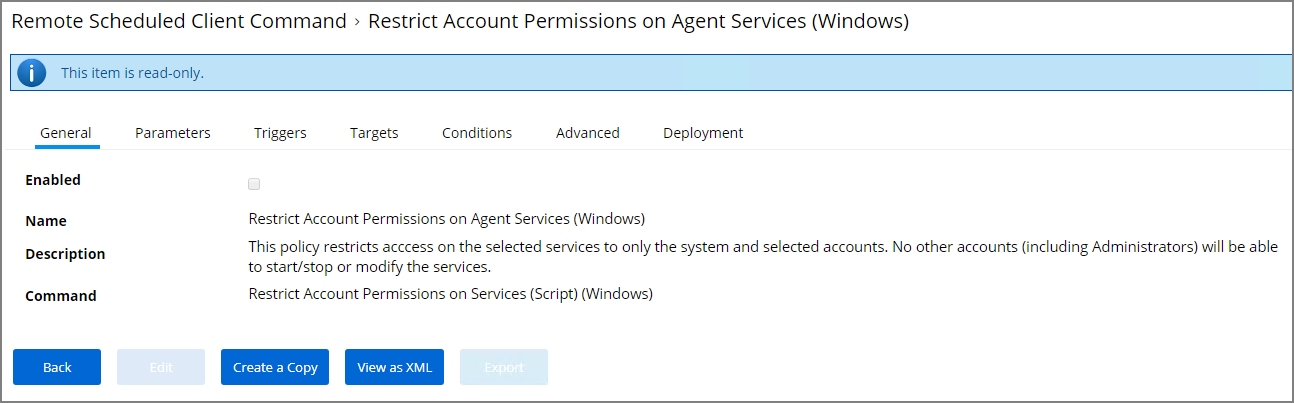 Remote Scheduled Client Command › Restrict Account Permissions on Agent Services (Windows)
This item is read-only.
General Parameters Triggers Targets Conditions Advanced Deployment
Enabled
Name Restrict Account Permissions on Agent Services (Windows)
Description This policy restricts acccess on the selected services to only the system and selected accounts. No other accounts (including Administrators) will be able
to start/stop or modify the services.
Command Restrict Account Permissions on Services (Script) (Windows)
Back Edit Create a Copy View as XML Export